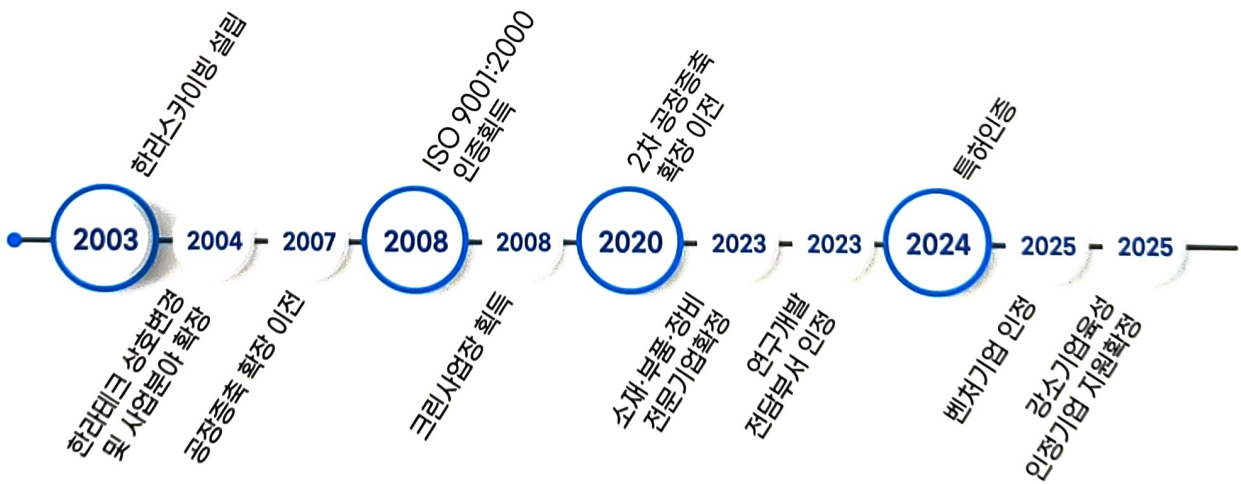 한라스카이빙 설립
ISO 9001:2000
인증획득
2차 공장증축
확장 이전
특허인증
2003
2004
2007
2008
2008
2020
2023
2023
2024
2025
2025
한라테크 상호변경
및 사업분야 확장
공장증축 확장 이전
크린사업장 획득
소재·부품·장비
전문기업확정
연구개발
전담부서 인정
벤처기업 인정
강소기업육성
인정기업 지원확정